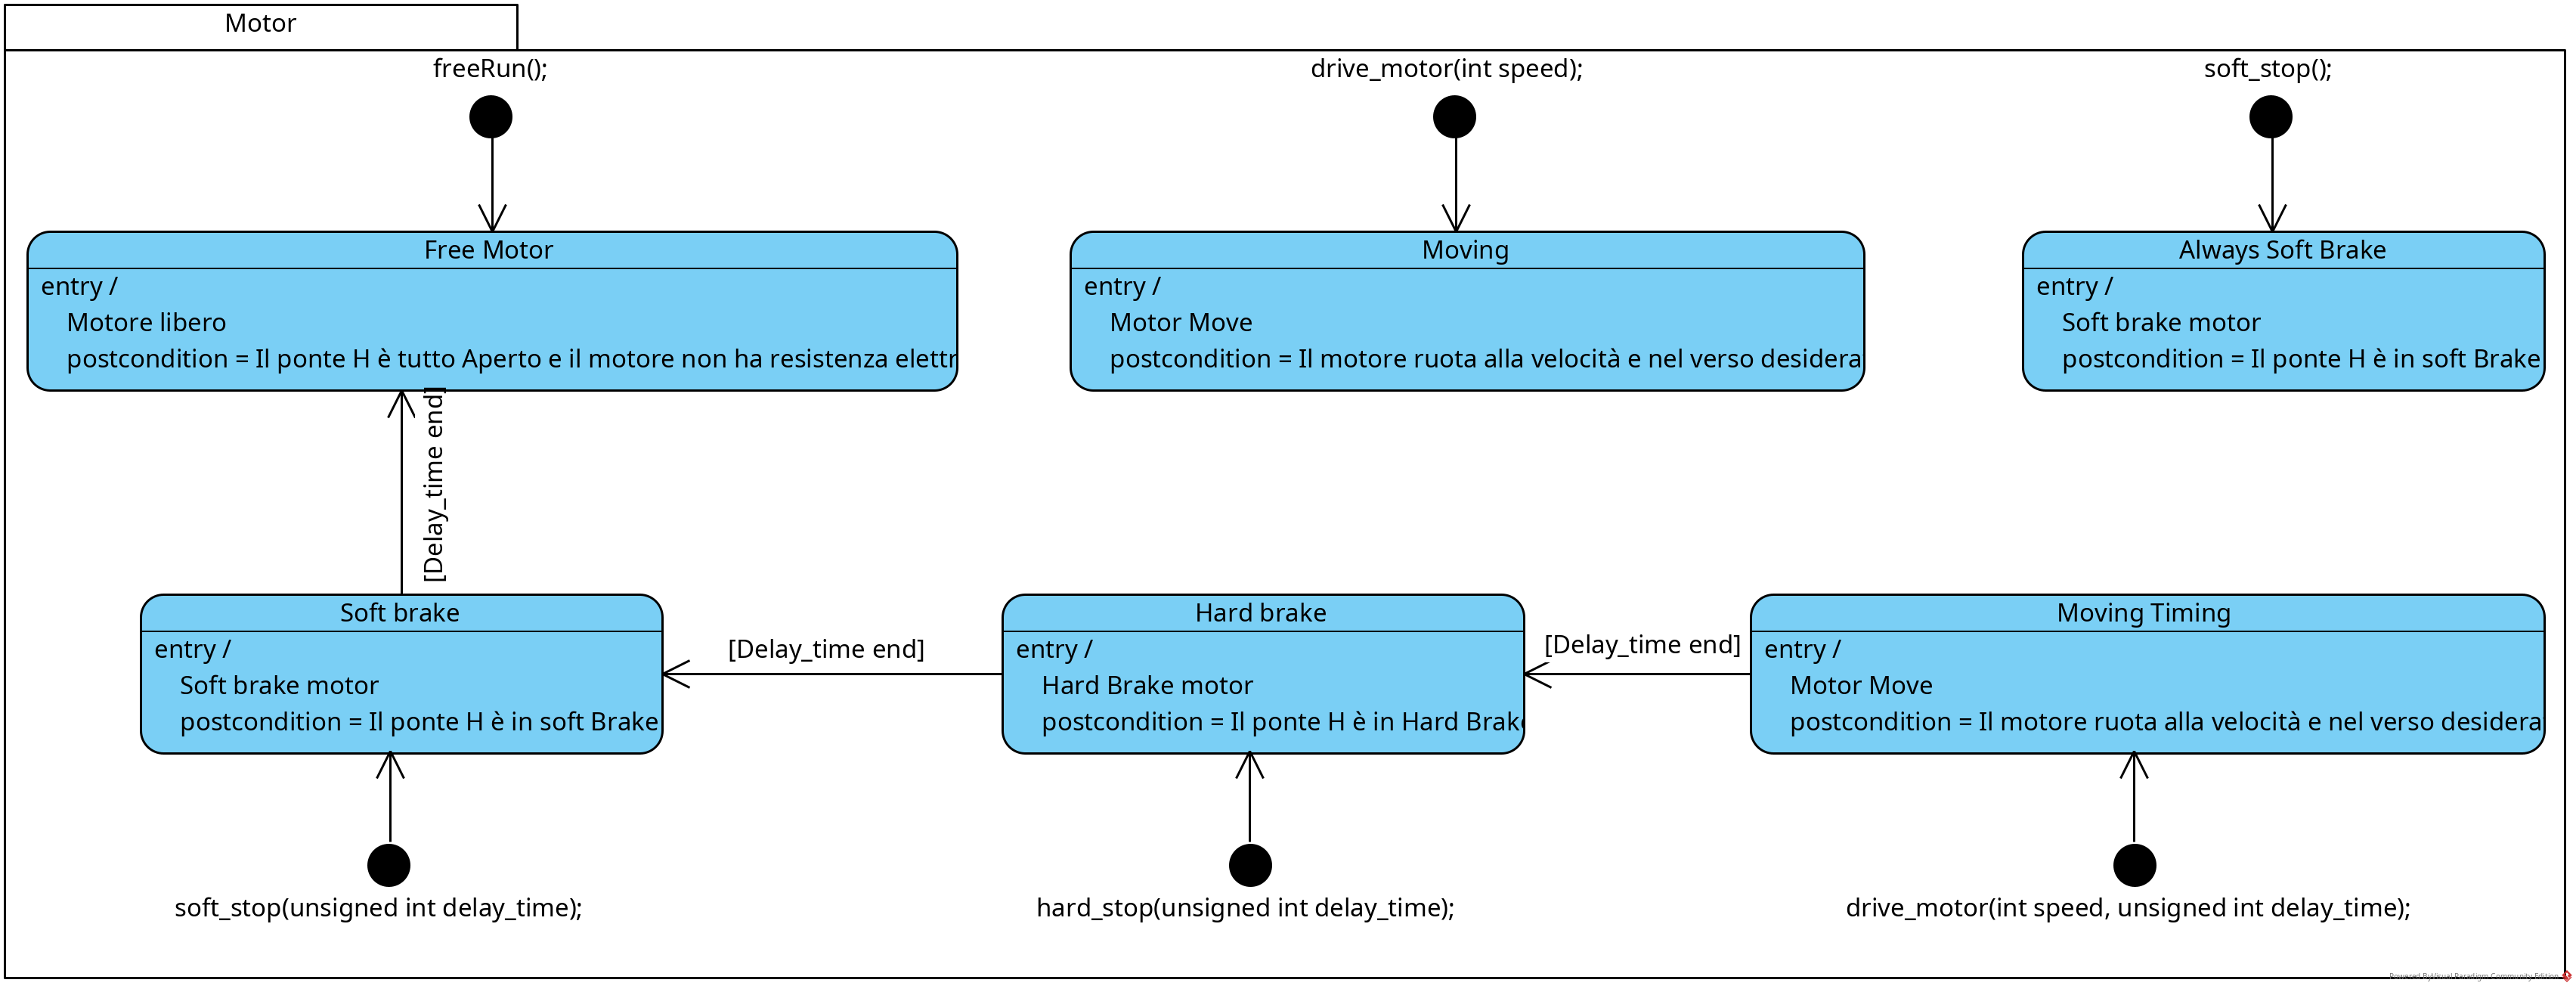 Motor
freeRun();
drive_motor(int speed);
soft_stop();
Free Motor
entry /
Motore libero
postcondition = Il ponte H è tutto Aperto e il motore non ha resistenza elettr
Moving
entry /
Motor Move
postcondition = Il motore ruota alla velocità e nel verso desidera
Always Soft Brake
entry /
Soft brake motor
postcondition = Il ponte H è in soft Brake
[Delay_time end]
Soft brake
entry /
Soft brake motor
postcondition = Il ponte H è in soft Brake
[Delay_time end]
Hard brake
entry /
Hard Brake motor
postcondition = Il ponte H è in Hard Brake
[Delay_time end]
Moving Timing
entry /
Motor Move
postcondition = Il motore ruota alla velocità e nel verso desidera
soft_stop(unsigned int delay_time);
hard_stop(unsigned int delay_time);
drive_motor(int speed, unsigned int delay_time);
Powered By Visual Paradigm Community Edition